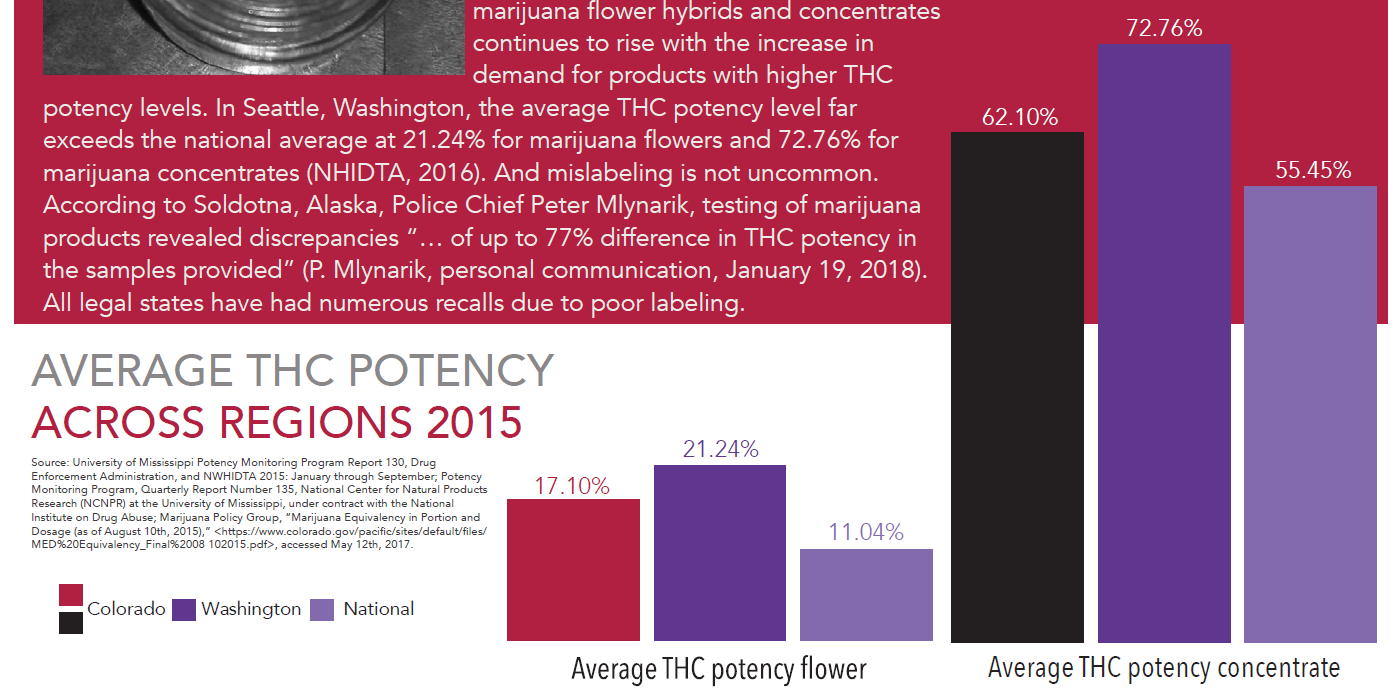 marijuana flower hybrids and concentrates
continues to rise with the increase in
demand for products with higher THC
potency levels. In Seattle, Washington, the average THC potency level far
exceeds the national average at 21.24% for marijuana flowers and 72.76% for
marijuana concentrates (NHIDTA, 2016). And mislabeling is not uncommon.
According to Soldotna, Alaska, Police Chief Peter Mlynarik, testing of marijuana
products revealed discrepancies “… of up to 77% difference in THC potency in
the samples provided” (P. Mlynarik, personal communication, January 19, 2018).
All legal states have had numerous recalls due to poor labeling.
AVERAGE THC POTENCY
ACROSS REGIONS 2015
Source: University of Mississippi Potency Monitoring Program Report 130, Drug
Enforcement Administration, and NWHIDTA 2015: January through September; Potency
Monitoring Program, Quarterly Report Number 135, National Center for Natural Products
Research (NCNPR) at the University of Mississippi, under contract with the National
Institute on Drug Abuse; Marijuana Policy Group, “Marijuana Equivalency in Portion and
Dosage (as of August 10th, 2015),” <https://www.colorado.gov/pacific/sites/default/files/
MED%20Equivalency_Final%2008 102015.pdf>, accessed May 12th, 2017.
Colorado Washington National
17.10%
21.24%
11.04%
Average THC potency flower
62.10%
72.76%
55.45%
Average THC potency concentrate